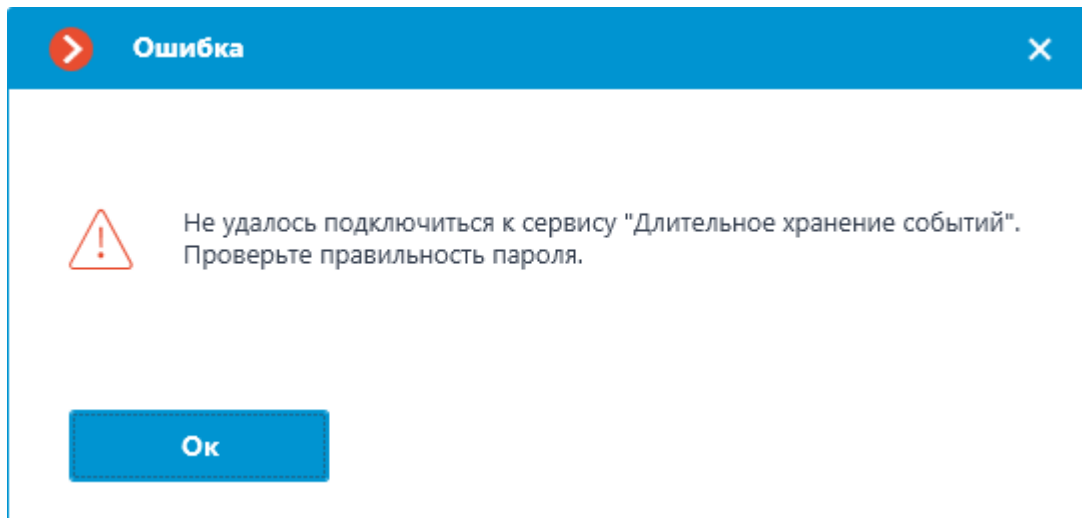 Ошибка
Не удалось подключиться к сервису "Длительное хранение событий".
Проверьте правильность пароля.
Ок